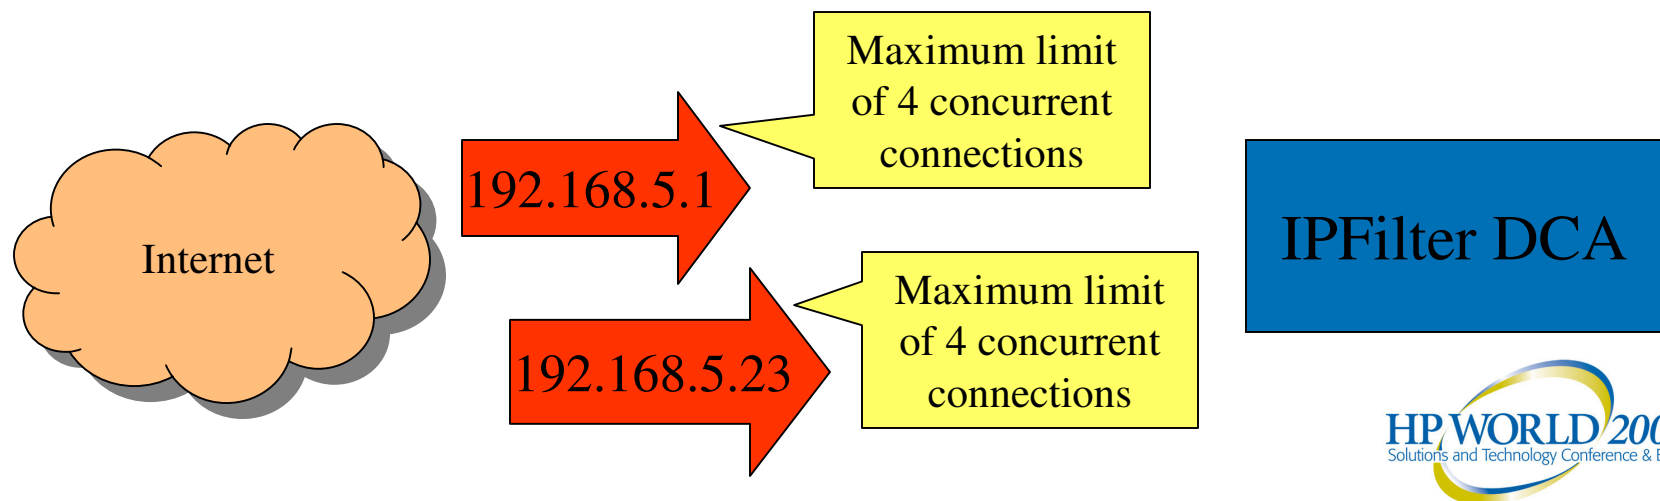 Maximum limit
of 4 concurrent
connections
192.168.5.1
Internet
IPFilter DCA
Maximum limit
of 4 concurrent
connections
192.168.5.23
HP WORLD
Solutions and Technology Conference &